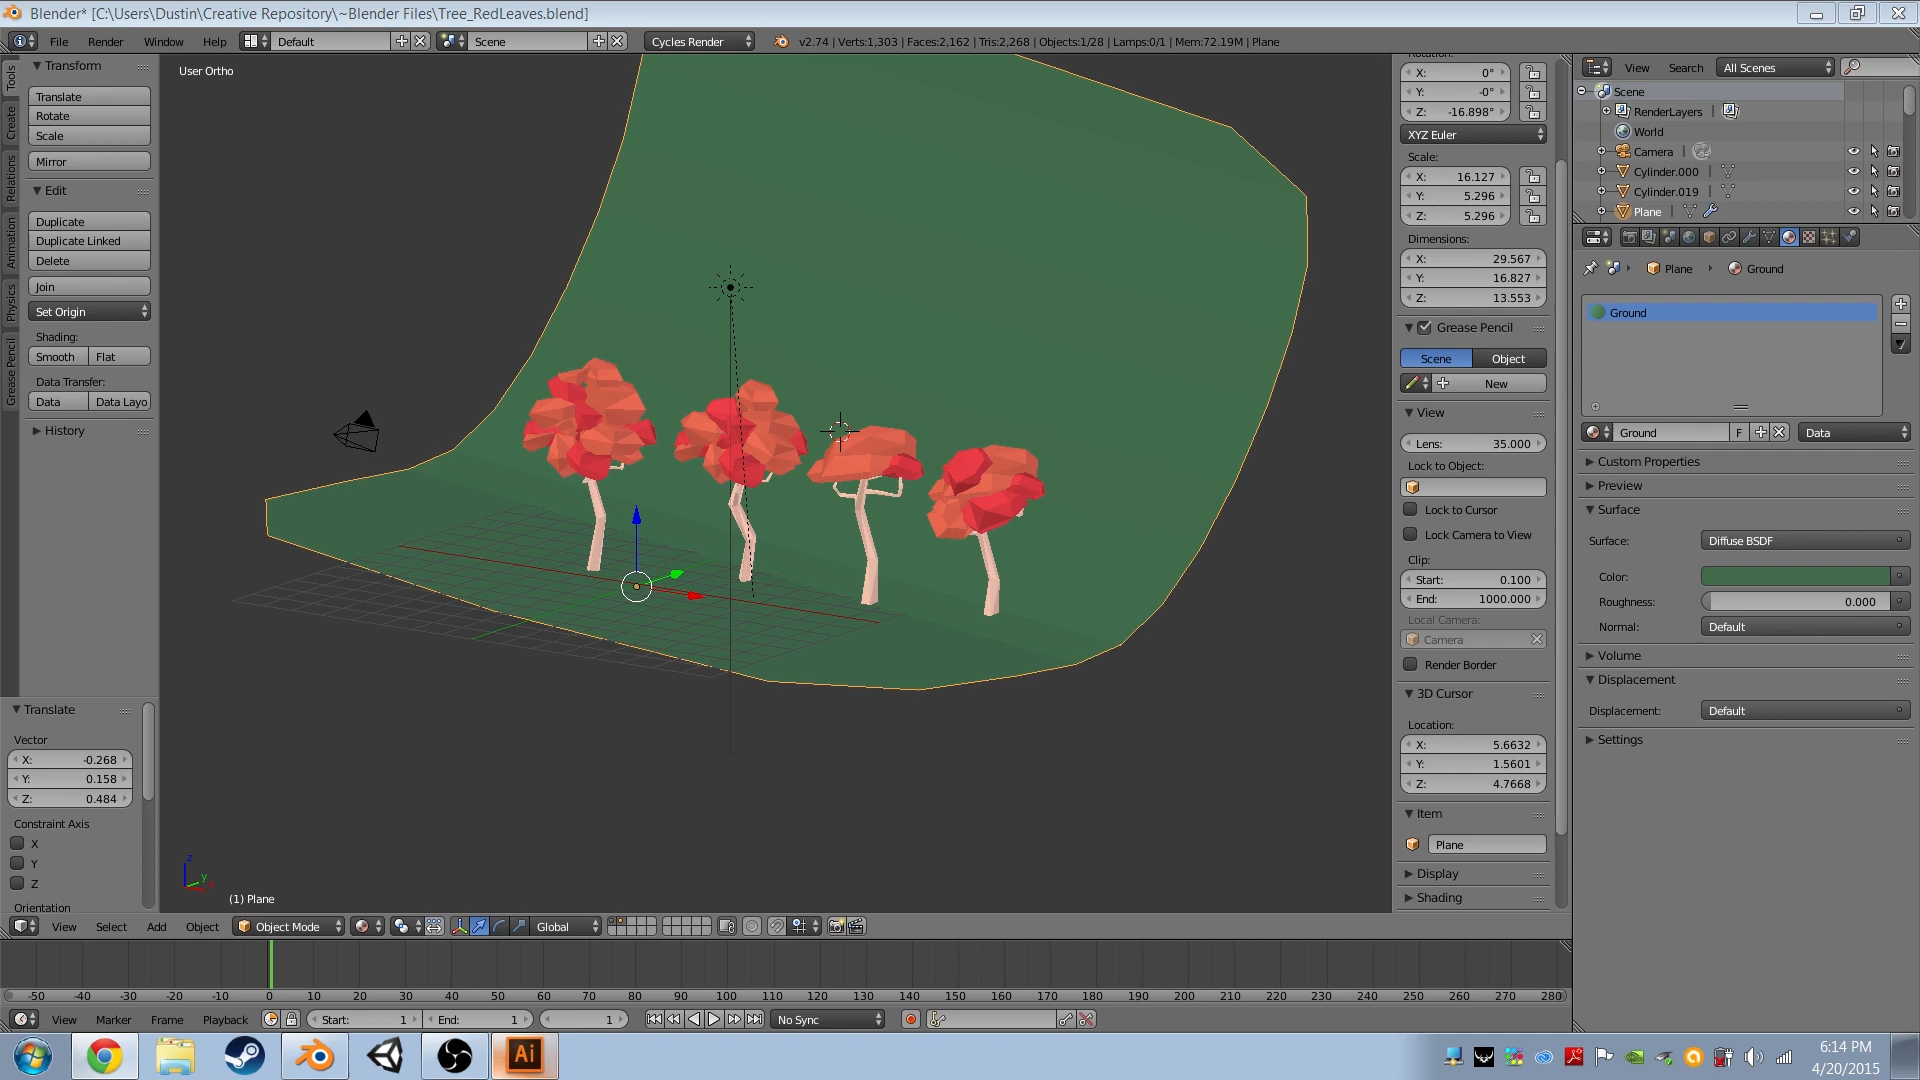 Blender* [C:\Users\Dustin\Creative Repository\~Blender Files\Tree_RedLeaves.blend]
File Render Window Help Default Scene Cycles Render v2.74 | Verts:1,303 | Faces:2,162 | Tris:2,268 | Objects:1/28 | Lamps:0/1 | Mem:72.19M | Plane
Tools
Create
Relations
Animation
Physics
Grease Pencil
Transform
Translate
Rotate
Scale
Mirror
Edit
Duplicate
Duplicate Linked
Delete
Join
Set Origin
Shading:
Smooth Flat
Data Transfer:
Data Data Layo
History
Translate
Vector
X: -0.268
Y: 0.158
Z: 0.484
Constraint Axis
X
Y
Z
Orientation
User Ortho
z
y
(1) Plane
X: 0°
Y: -0°
Z: -16.898°
XYZ Euler
Scale:
X: 16.127
Y: 5.296
Z: 5.296
Dimensions:
X: 29.567
Y: 16.827
Z: 13.553
Grease Pencil
Scene Object
New
View
Lens: 35.000
Lock to Object:
Lock to Cursor
Lock Camera to View
Clip:
Start: 0.100
End: 1000.000
Local Camera:
Camera
Render Border
3D Cursor
Location:
X: 5.6632
Y: 1.5601
Z: 4.7668
Item
Plane
Display
Shading
View Search All Scenes
Scene
RenderLayers
World
Camera
Cylinder.000
Cylinder.019
Plane
Plane Ground
Ground
Ground F Data
Custom Properties
Preview
Surface
Surface: Diffuse BSDF
Color:
Roughness: 0.000
Normal: Default
Volume
Displacement
Displacement: Default
Settings
View Select Add Object Object Mode Global
-50 -40 -30 -20 -10 0 10 20 30 40 50 60 70 80 90 100 110 120 130 140 150 160 170 180 190 200 210 220 230 240 250 260 270 280
View Marker Frame Playback Start: 1 End: 1 1 No Sync
Ai
6:14 PM
4/20/2015